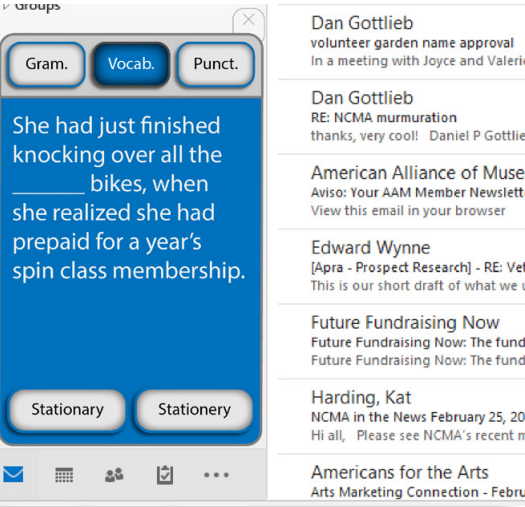 Groups
Gram.
Vocab.
Punct.
She had just finished
knocking over all the
______ bikes, when
she realized she had
prepaid for a year's
spin class membership.
Stationary
Stationery
Dan Gottlieb
volunteer garden name approval
In a meeting with Joyce and Valerie
Dan Gottlieb
RE: NCMA murmuration
thanks, very cool!   Daniel P Gottlie
American Alliance of Muse
Aviso: Your AAM Member Newslette
View this email in your browser
Edward Wynne
[Apra - Prospect Research] - RE: Vet
This is our short draft of what we u
Future Fundraising Now
Future Fundraising Now: The fund
Future Fundraising Now: The fund
Harding, Kat
NCMA in the News February 25, 20
Hi all,   Please see NCMA's recent m
Americans for the Arts
Arts Marketing Connection - Febru